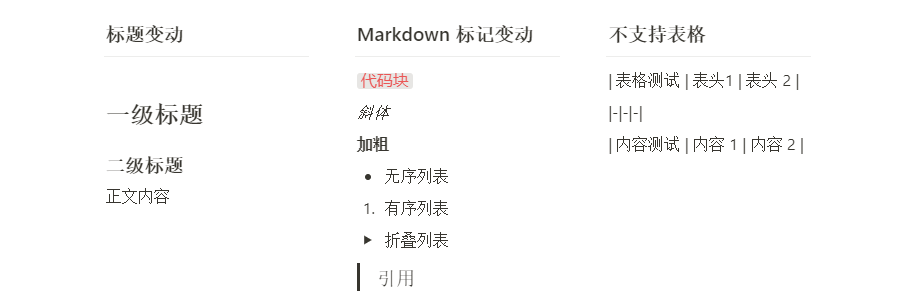 标题变动
一级标题
二级标题
正文内容
Markdown 标记变动
代码块
斜体
加粗
• 无序列表
1. 有序列表
▶ 折叠列表
引用
不支持表格
| 表格测试 | 表头1 | 表头 2 |
|-|-|-|
| 内容测试 | 内容 1 | 内容 2 |